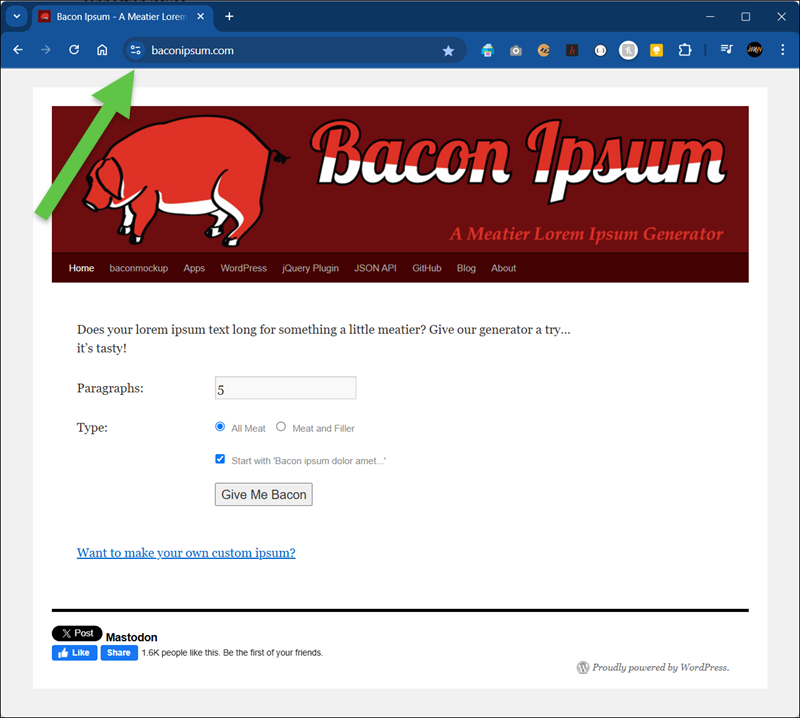 Bacon Ipsum - A Meatier Lorem
baconipsum.com
Bacon Ipsum
A Meatier Lorem Ipsum Generator
Home baconmockup Apps WordPress jQuery Plugin JSON API GitHub Blog About
Does your lorem ipsum text long for something a little meatier? Give our generator a try…
it’s tasty!
Paragraphs: 5
Type: All Meat Meat and Filler
Start with 'Bacon ipsum dolor amet...'
Give Me Bacon
Want to make your own custom ipsum?
X Post Mastodon
Like Share 1.6K people like this. Be the first of your friends.
Proudly powered by WordPress.